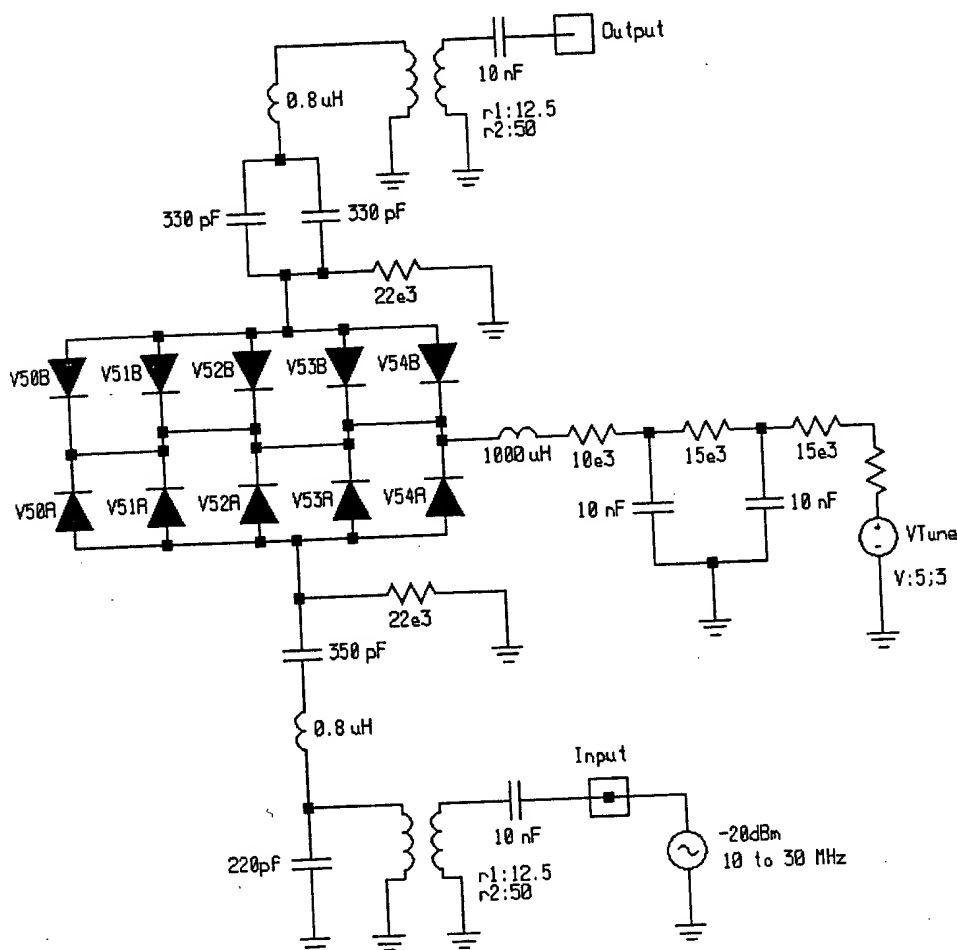 Output
10 nF
0.8 uH
r1:12.5
r2:50
330 pF
330 pF
22e3
V50B
V51B
V52B
V53B
V54B
1000 uH
10e3
15e3
15e3
V50A
V51A
V52A
V53A
V54A
10 nF
10 nF
VTune
V:5;3
22e3
350 pF
0.8 uH
Input
10 nF
-20dBm
10 to 30 MHz
220pf
r1:12.5
r2:50